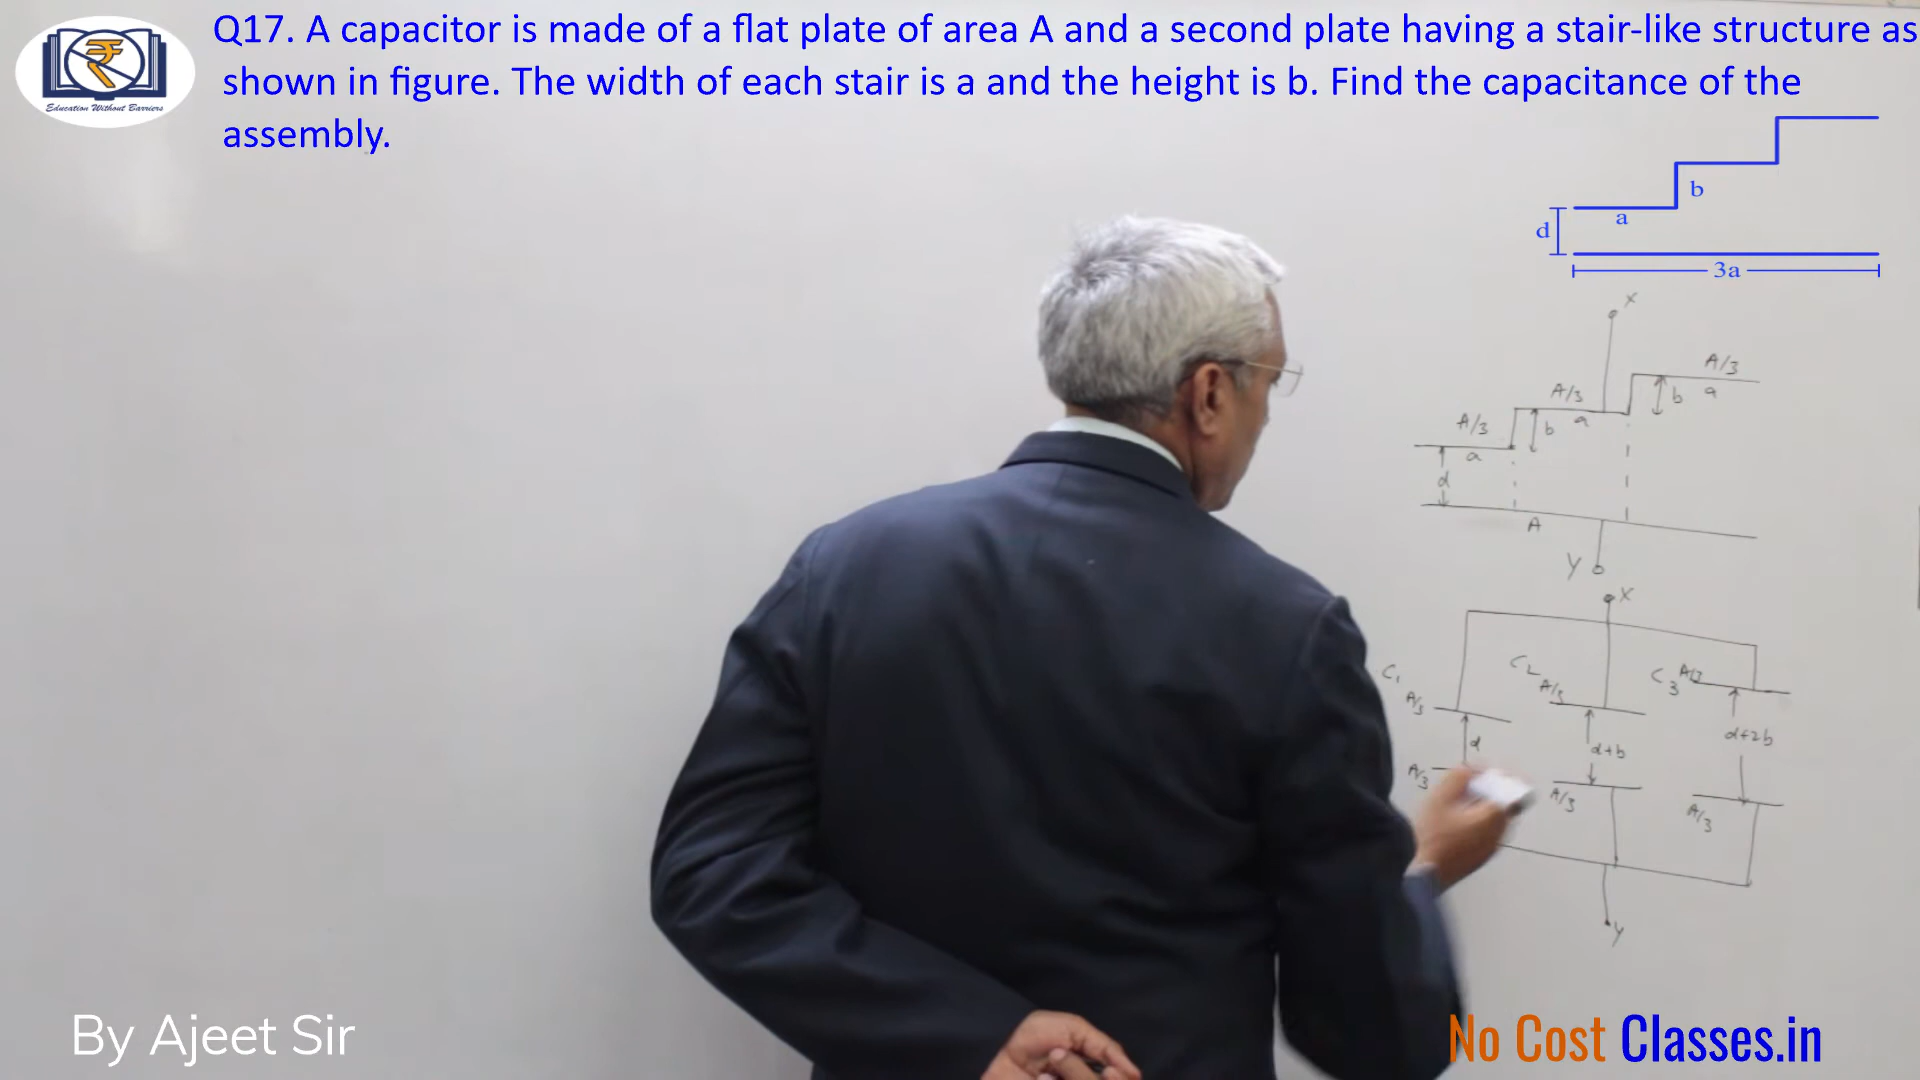 Q17. A capacitor is made of a flat plate of area A and a second plate having a stair-like structure as
shown in figure. The width of each stair is a and the height is b. Find the capacitance of the
assembly.
Education Without Barriers
b
a
d
3a
X
A/3
A/3
b
a
A/3
b
a
a
d
A
Y
X
C1
C2
C3
A/3
A/3
A/3
d
d+b
d+2b
A/3
A/3
A/3
Y
By Ajeet Sir
No Cost Classes.in